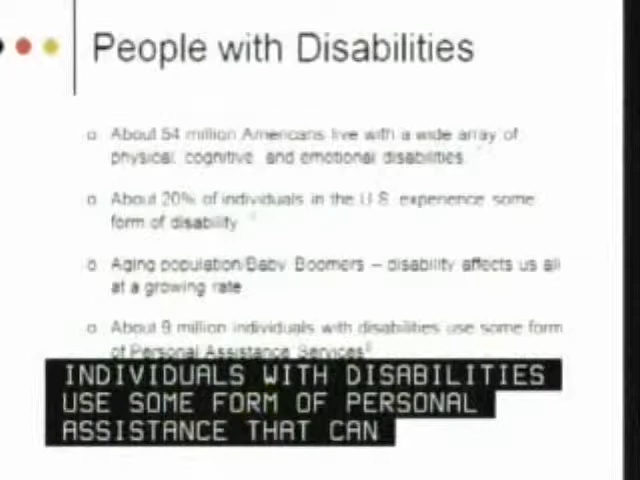 People with Disabilities
o About 54 million Americans live with a wide array of
physical, cognitive, and emotional disabilities
o About 20% of individuals in the U.S. experience some
form of disability
o Aging population/Baby Boomers – disability affects us all
at a growing rate
o About 9 million individuals with disabilities use some form
of Personal Assistance Services
INDIVIDUALS WITH DISABILITIES
USE SOME FORM OF PERSONAL
ASSISTANCE THAT CAN